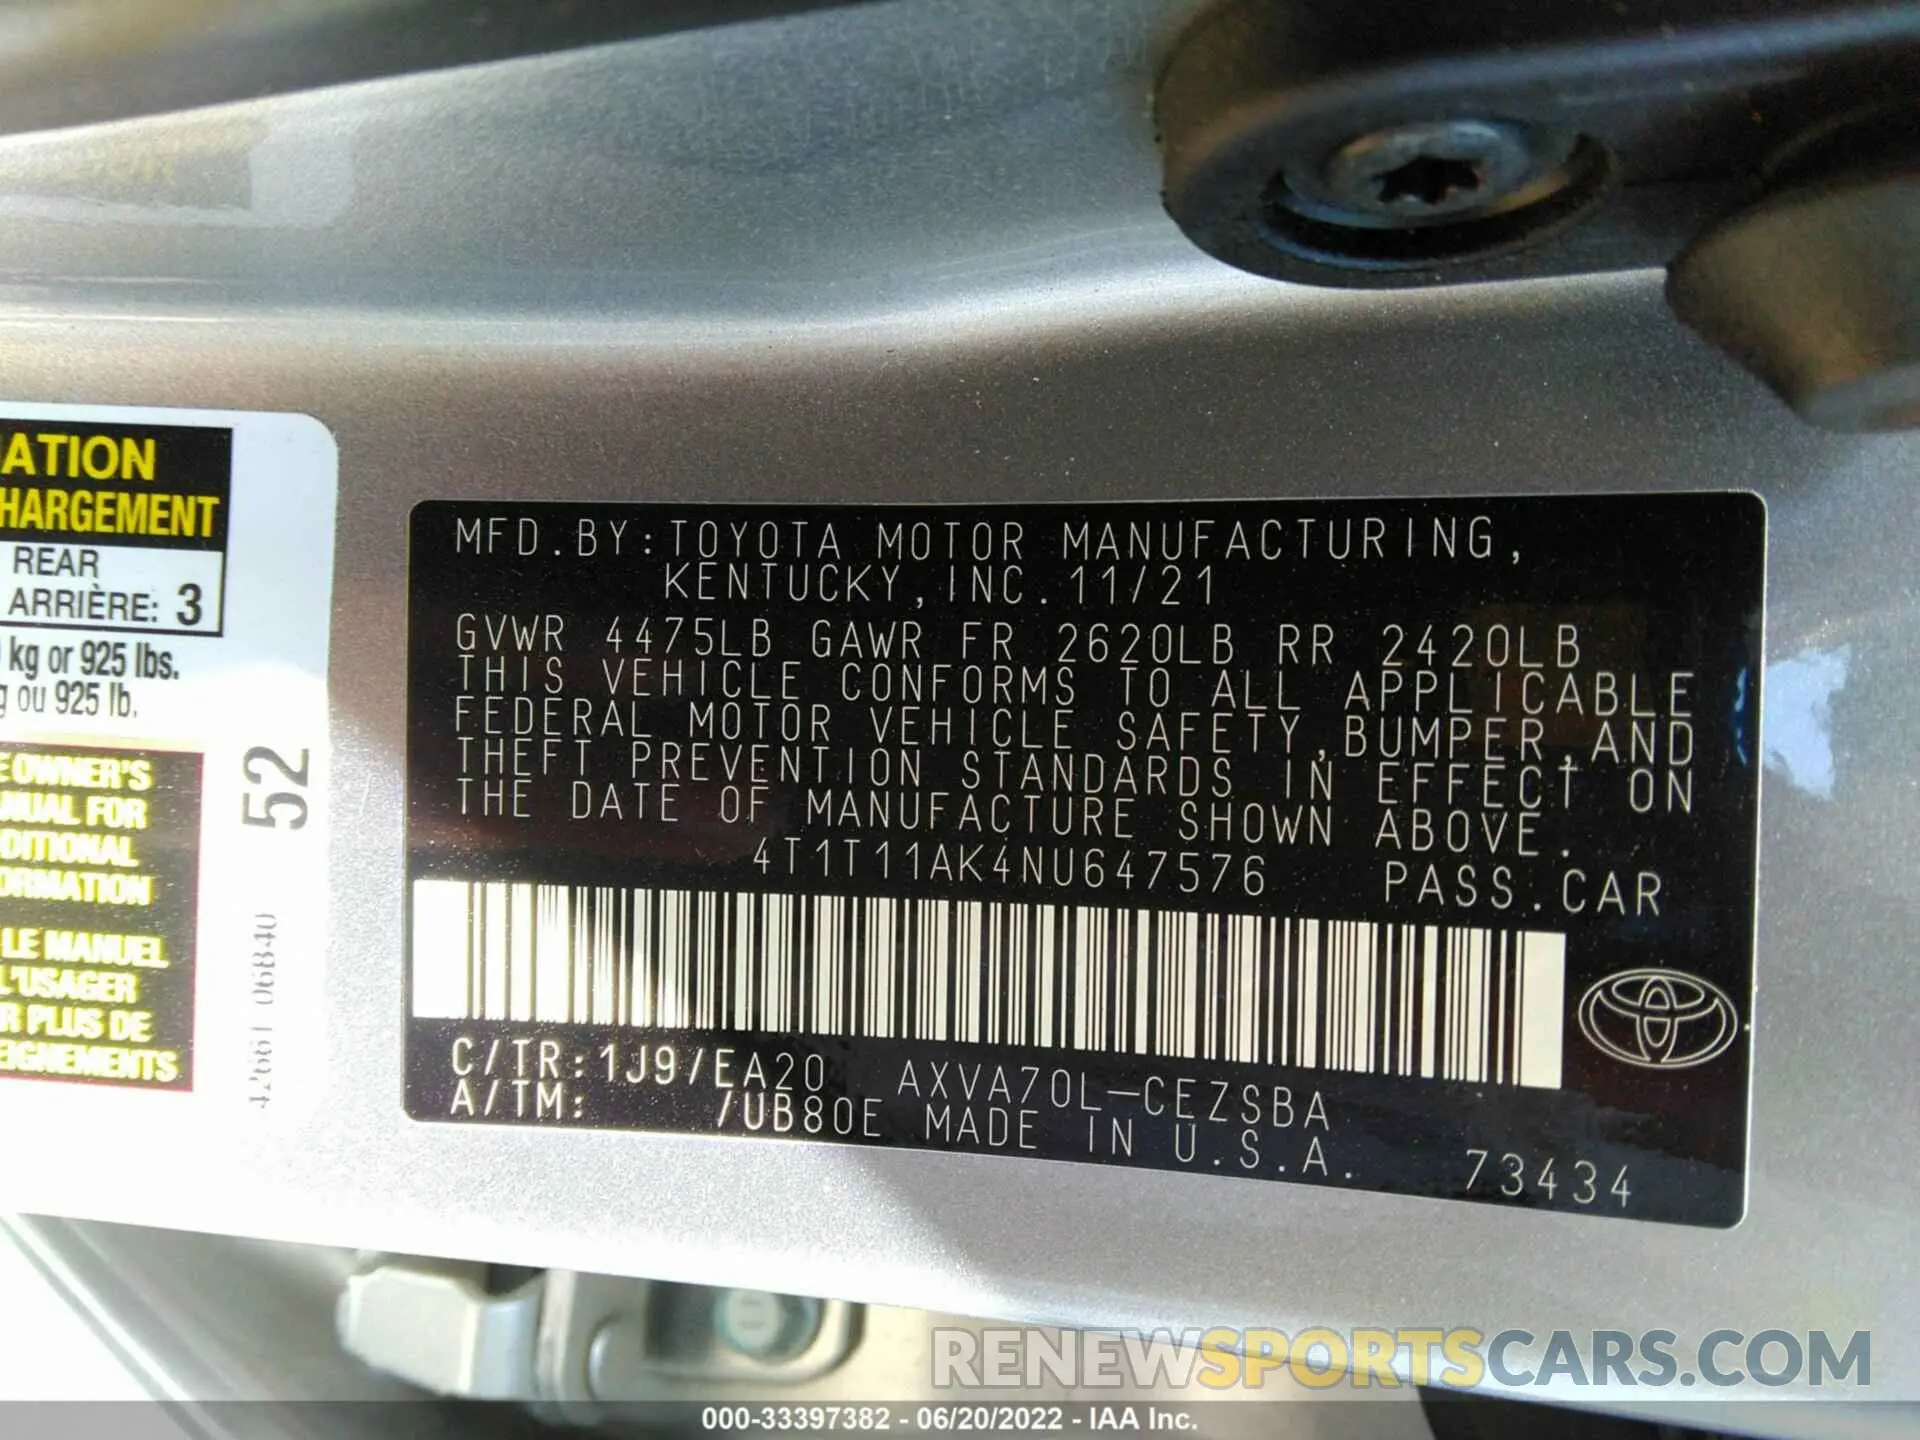 ATION
HARGEMENT
REAR
ARRIÈRE: 3
kg or 925 lbs.
ou 925 lb.
OWNER'S
FOR
LE MANUEL
L'USAGER
PLUS DE
52
42661 06840
MFD.BY:TOYOTA MOTOR MANUFACTURING,
KENTUCKY,INC.11/21
GVWR 4475LB GAWR FR 2620LB RR 2420LB
THIS VEHICLE CONFORMS TO ALL APPLICABLE
FEDERAL MOTOR VEHICLE SAFETY,BUMPER,AND
THEFT PREVENTION STANDARDS IN EFFECT ON
THE DATE OF MANUFACTURE SHOWN ABOVE.
4T1T11AK4NU647576 PASS.CAR
C/TR:1J9/EA20 AXVA70L-CEZSBA
A/TM: /UB80E MADE IN U.S.A.
73434
RENEWSPORTSCARS.COM
000-33397382 - 06/20/2022 - IAA Inc.